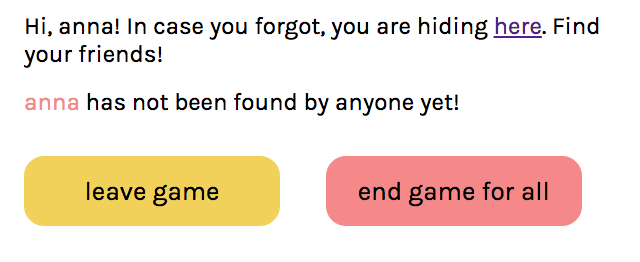 Hi, anna! In case you forgot, you are hiding here. Find
your friends!
anna has not been found by anyone yet!
leave game
end game for all